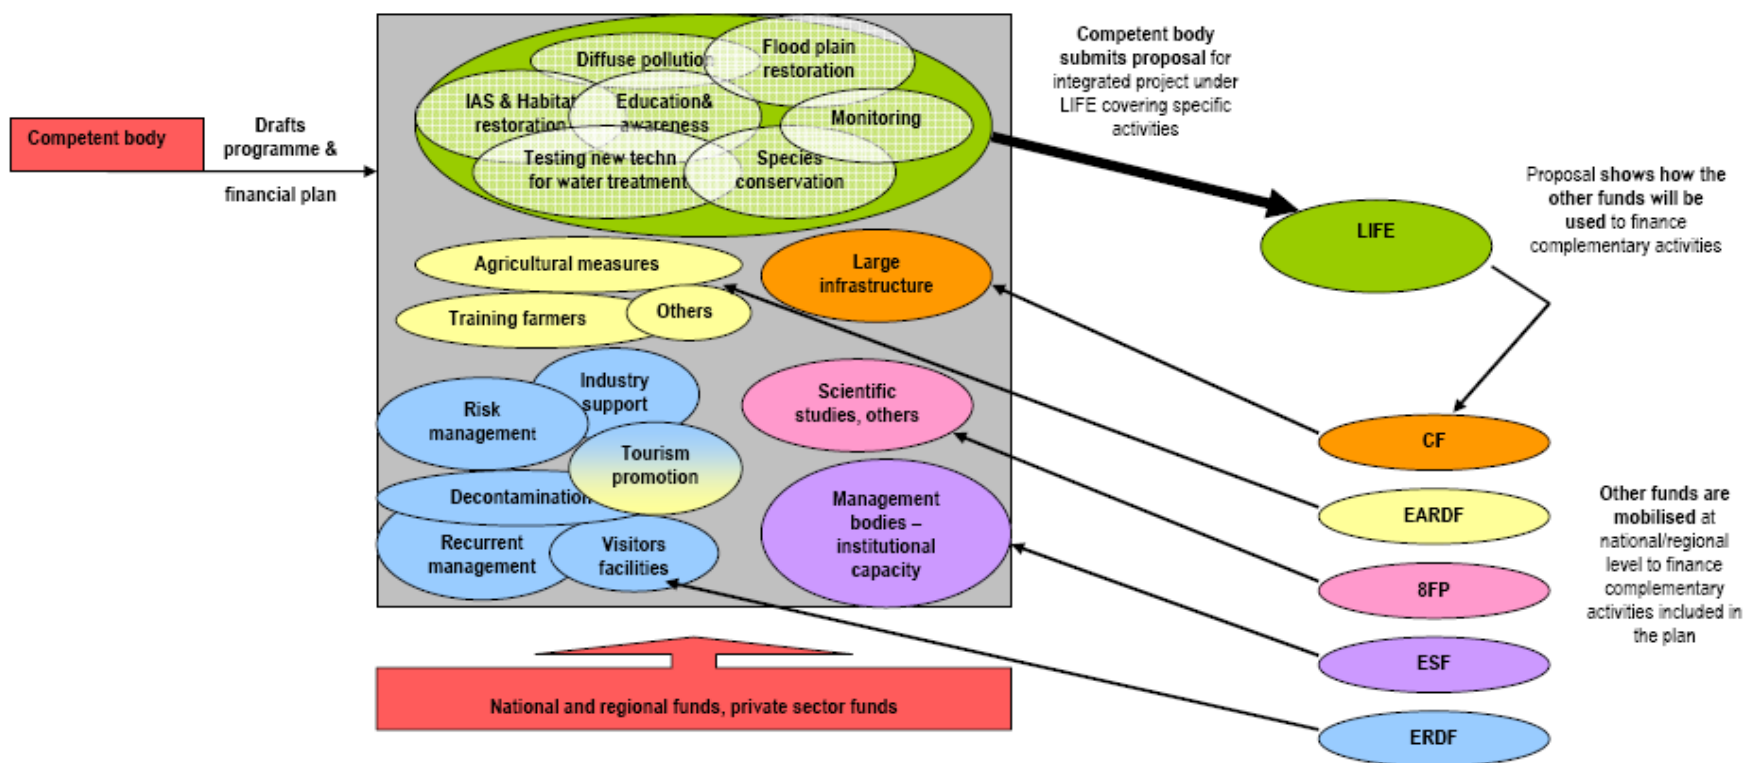 Competent body
Drafts
programme &
financial plan
Diffuse pollution
Flood plain
restoration
IAS & Habitat
restoration
Education&
awareness
Monitoring
Testing new techn
for water treatment
Species
conservation
Agricultural measures
Training farmers
Others
Large
infrastructure
Industry
support
Risk
management
Tourism
promotion
Decontamination
Recurrent
management
Visitors
facilities
Scientific
studies, others
Management
bodies –
institutional
capacity
National and regional funds, private sector funds
Competent body
submits proposal for
integrated project under
LIFE covering specific
activities
LIFE
Proposal shows how the
other funds will be
used to finance
complementary activities
CF
EARDF
8FP
ESF
ERDF
Other funds are
mobilised at
national/regional
level to finance
complementary
activities included in
the plan